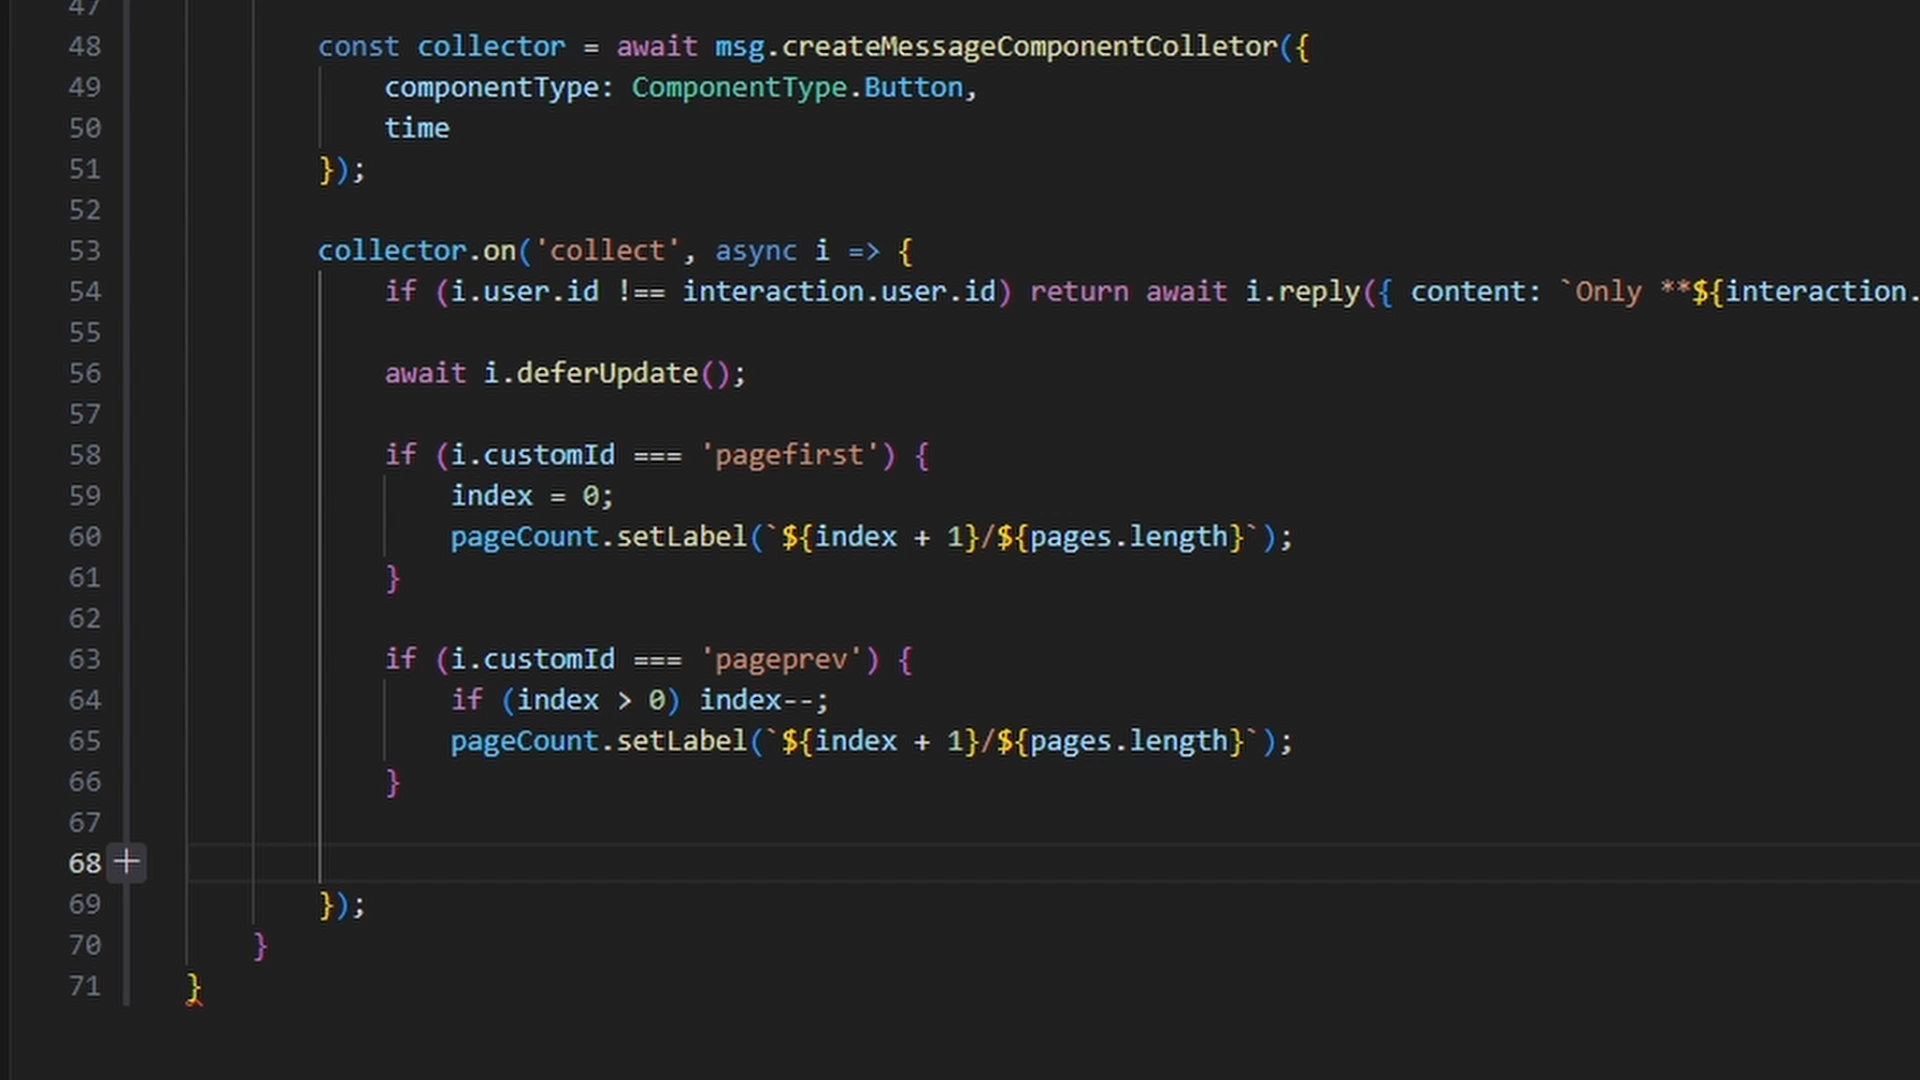 47
48 const collector = await msg.createMessageComponentColletor({
49 componentType: ComponentType.Button,
50 time
51 });
52
53 collector.on('collect', async i => {
54 if (i.user.id !== interaction.user.id) return await i.reply({ content: `Only **${interaction.
55
56 await i.deferUpdate();
57
58 if (i.customId === 'pagefirst') {
59 index = 0;
60 pageCount.setLabel(`${index + 1}/${pages.length}`);
61 }
62
63 if (i.customId === 'pageprev') {
64 if (index > 0) index--;
65 pageCount.setLabel(`${index + 1}/${pages.length}`);
66 }
67
68 +
69 });
70 }
71 }